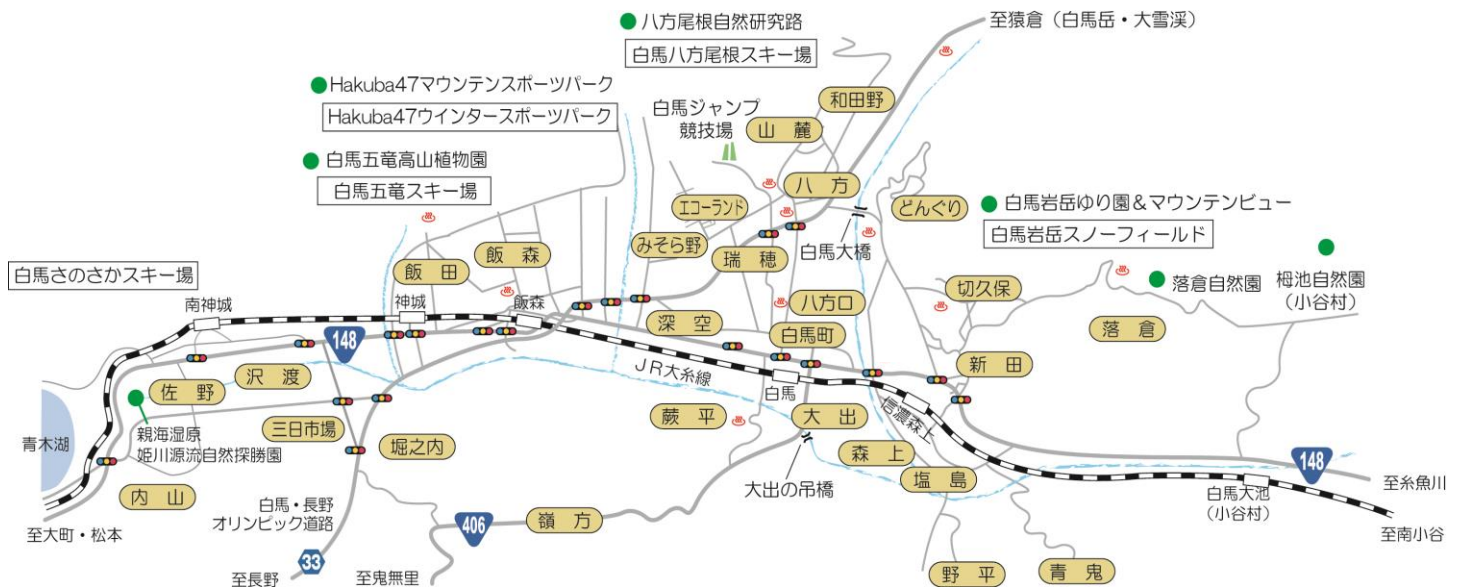 八方尾根自然研究路
白馬八方尾根スキー場
至猿倉（白馬岳・大雪渓）
Hakuba47マウンテンスポーツパーク
Hakuba47ウインタースポーツパーク
白馬ジャンプ
競技場
和田野
山麓
白馬五竜高山植物園
白馬五竜スキー場
八方
エコーランド
どんぐり
白馬岩岳ゆり園＆マウンテンビュー
白馬岩岳スノーフィールド
みそら野
瑞穂
白馬大橋
飯森
飯田
白馬さのさかスキー場
落倉自然園
栂池自然園
（小谷村）
切久保
南神城
神城
飯森
八方口
深空
白馬町
落倉
148
新田
JR大糸線
白馬
信濃森上
佐野
沢渡
蕨平
大出
青木湖
親海湿原
姫川源流自然探勝園
三日市場
堀之内
森上
塩島
大出の吊橋
148
至糸魚川
内山
白馬・長野
オリンピック道路
白馬大池
（小谷村）
至大町・松本
406
嶺方
至南小谷
33
至長野
至鬼無里
野平
青鬼